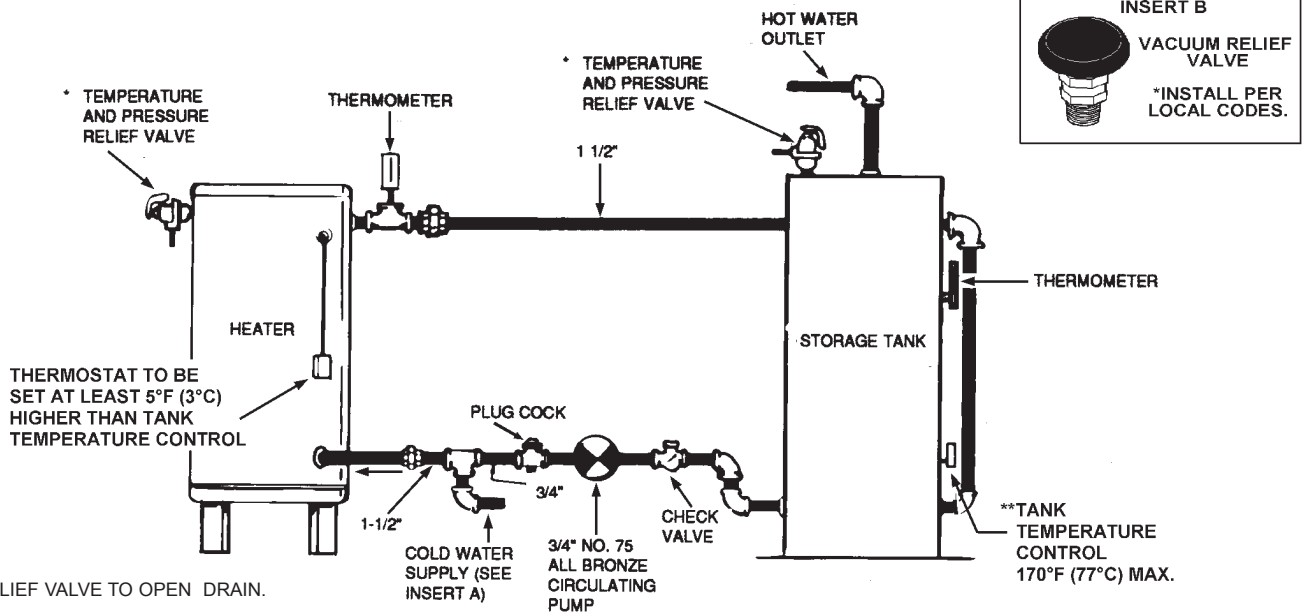 INSERT B
VACUUM RELIEF
VALVE
*INSTALL PER
LOCAL CODES.
HOT WATER
OUTLET
* TEMPERATURE
AND PRESSURE
RELIEF VALVE
THERMOMETER
* TEMPERATURE
AND PRESSURE
RELIEF VALVE
1 1/2"
THERMOMETER
HEATER
STORAGE TANK
THERMOSTAT TO BE
SET AT LEAST 5°F (3°C)
HIGHER THAN TANK
TEMPERATURE CONTROL
PLUG COCK
3/4"
1-1/2"
CHECK
VALVE
COLD WATER
SUPPLY (SEE
INSERT A)
3/4" NO. 75
ALL BRONZE
CIRCULATING
PUMP
**TANK
TEMPERATURE
CONTROL
170°F (77°C) MAX.
LIEF VALVE TO OPEN DRAIN.